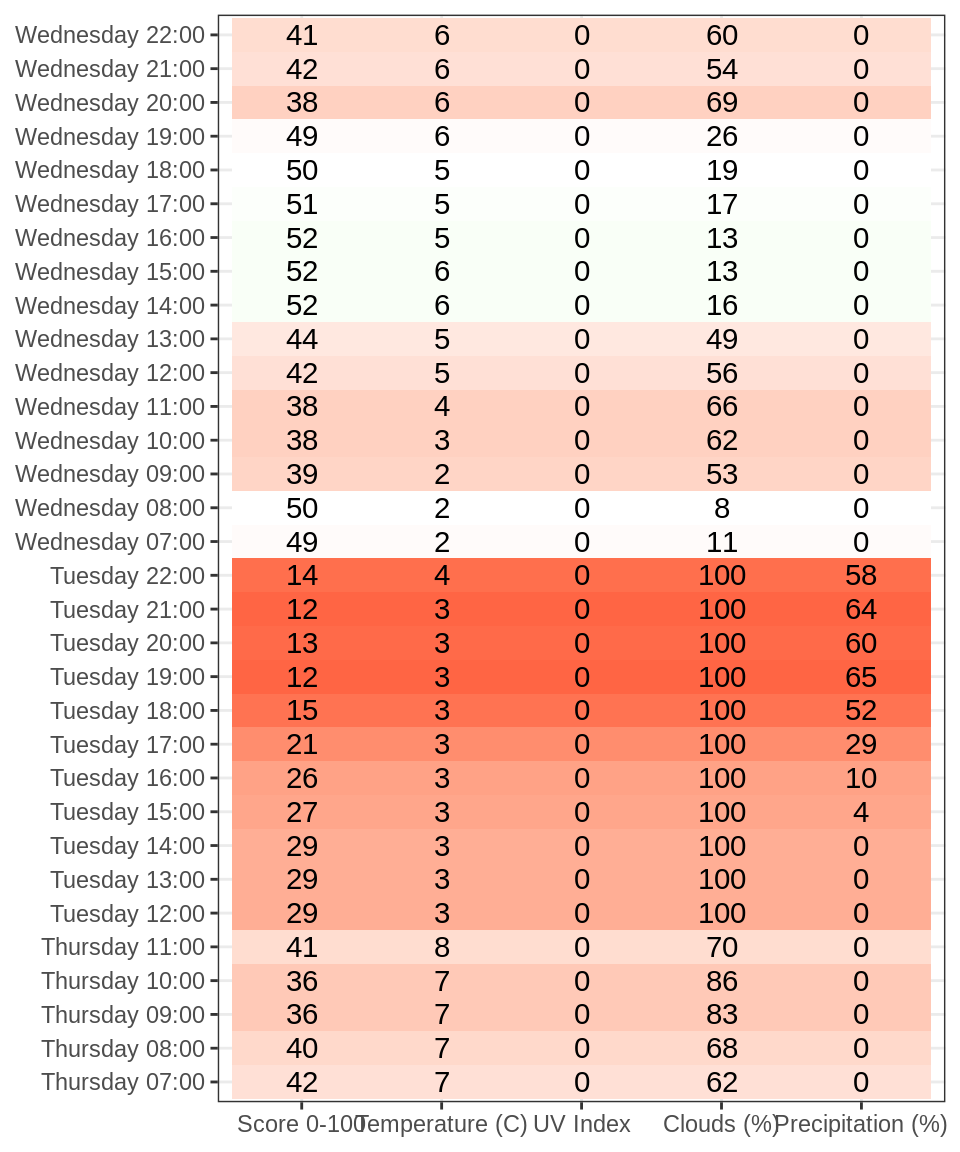 Wednesday 22:00 41 6 0 60 0
Wednesday 21:00 42 6 0 54 0
Wednesday 20:00 38 6 0 69 0
Wednesday 19:00 49 6 0 26 0
Wednesday 18:00 50 5 0 19 0
Wednesday 17:00 51 5 0 17 0
Wednesday 16:00 52 5 0 13 0
Wednesday 15:00 52 6 0 13 0
Wednesday 14:00 52 6 0 16 0
Wednesday 13:00 44 5 0 49 0
Wednesday 12:00 42 5 0 56 0
Wednesday 11:00 38 4 0 66 0
Wednesday 10:00 38 3 0 62 0
Wednesday 09:00 39 2 0 53 0
Wednesday 08:00 50 2 0 8 0
Wednesday 07:00 49 2 0 11 0
Tuesday 22:00 14 4 0 100 58
Tuesday 21:00 12 3 0 100 64
Tuesday 20:00 13 3 0 100 60
Tuesday 19:00 12 3 0 100 65
Tuesday 18:00 15 3 0 100 52
Tuesday 17:00 21 3 0 100 29
Tuesday 16:00 26 3 0 100 10
Tuesday 15:00 27 3 0 100 4
Tuesday 14:00 29 3 0 100 0
Tuesday 13:00 29 3 0 100 0
Tuesday 12:00 29 3 0 100 0
Thursday 11:00 41 8 0 70 0
Thursday 10:00 36 7 0 86 0
Thursday 09:00 36 7 0 83 0
Thursday 08:00 40 7 0 68 0
Thursday 07:00 42 7 0 62 0
Score 0-100 Temperature (C) UV Index Clouds (%) Precipitation (%)